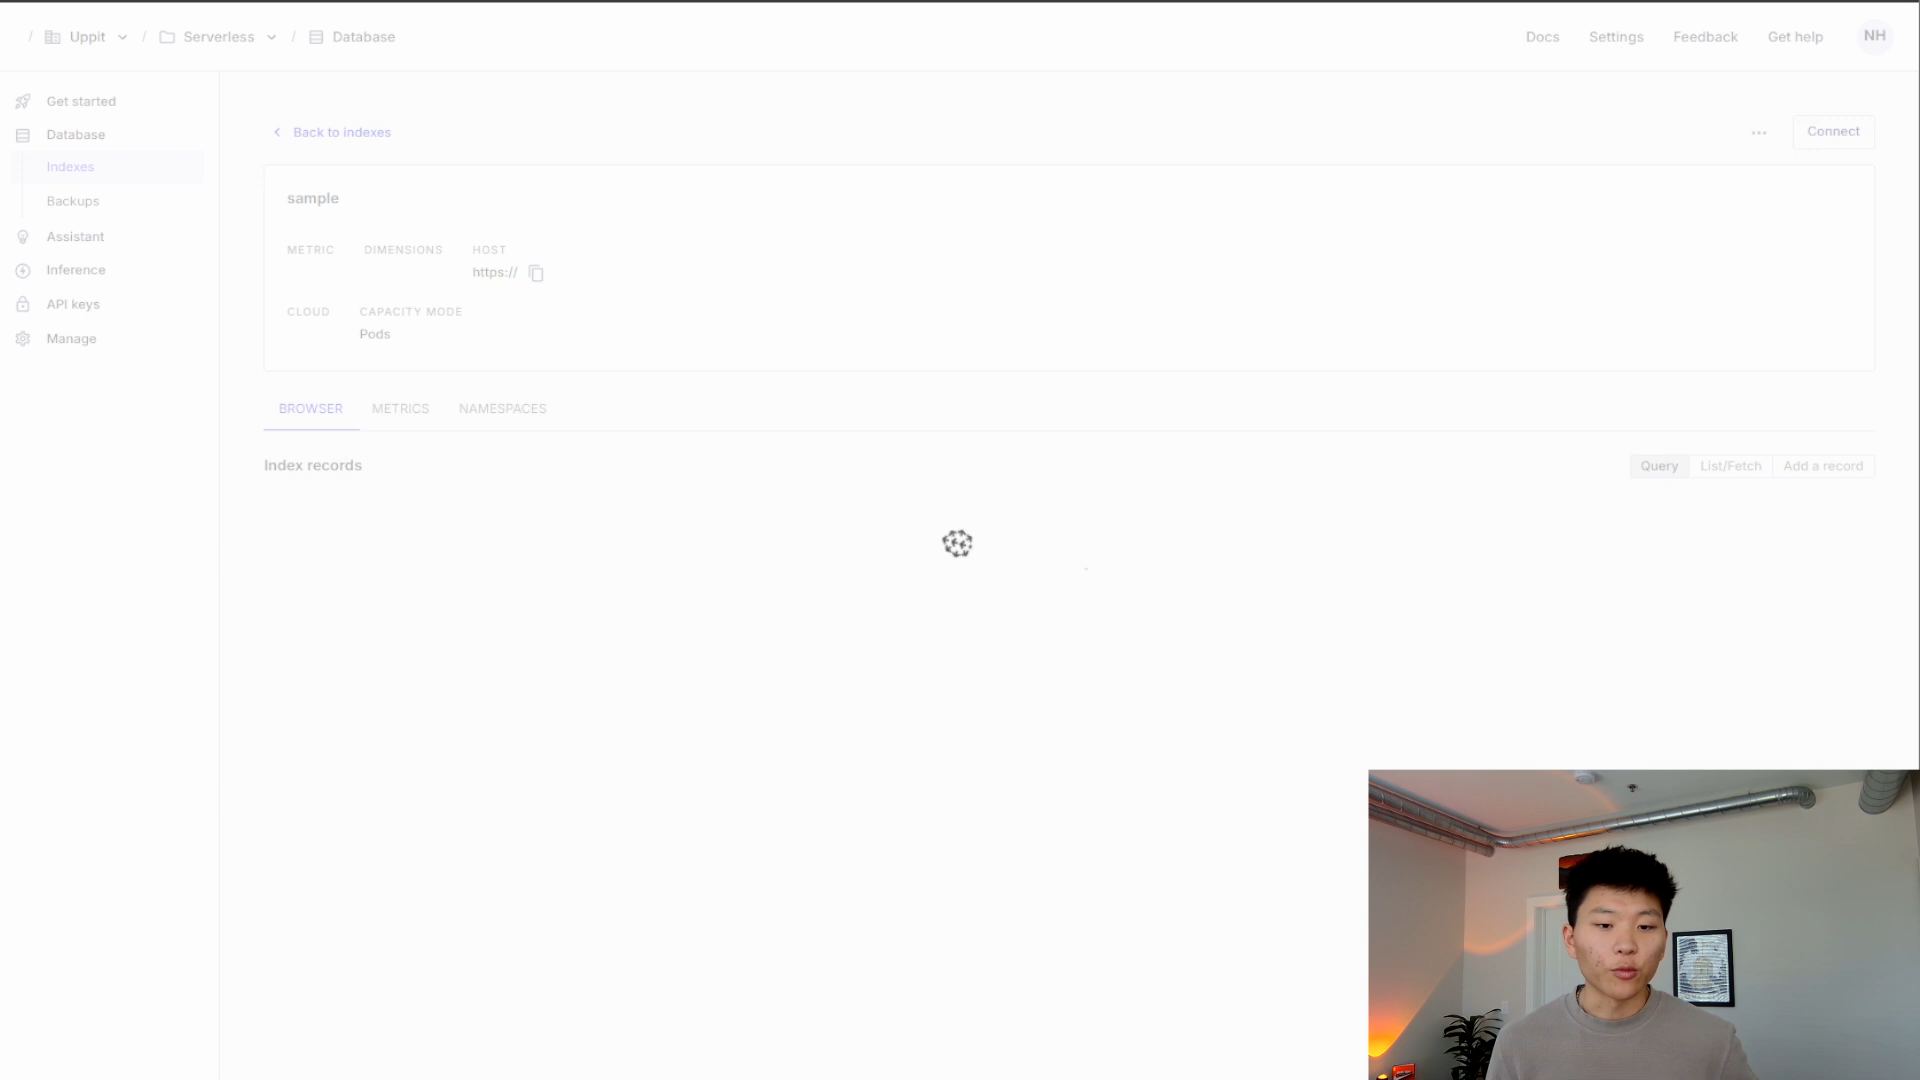 / Uppit / Serverless / Database
Docs Settings Feedback Get help NH
Get started
Database
Indexes
Backups
Assistant
Inference
API keys
Manage
Back to indexes
Connect
sample
METRIC DIMENSIONS HOST
https://
CLOUD CAPACITY MODE
Pods
BROWSER METRICS NAMESPACES
Index records
Query List/Fetch Add a record